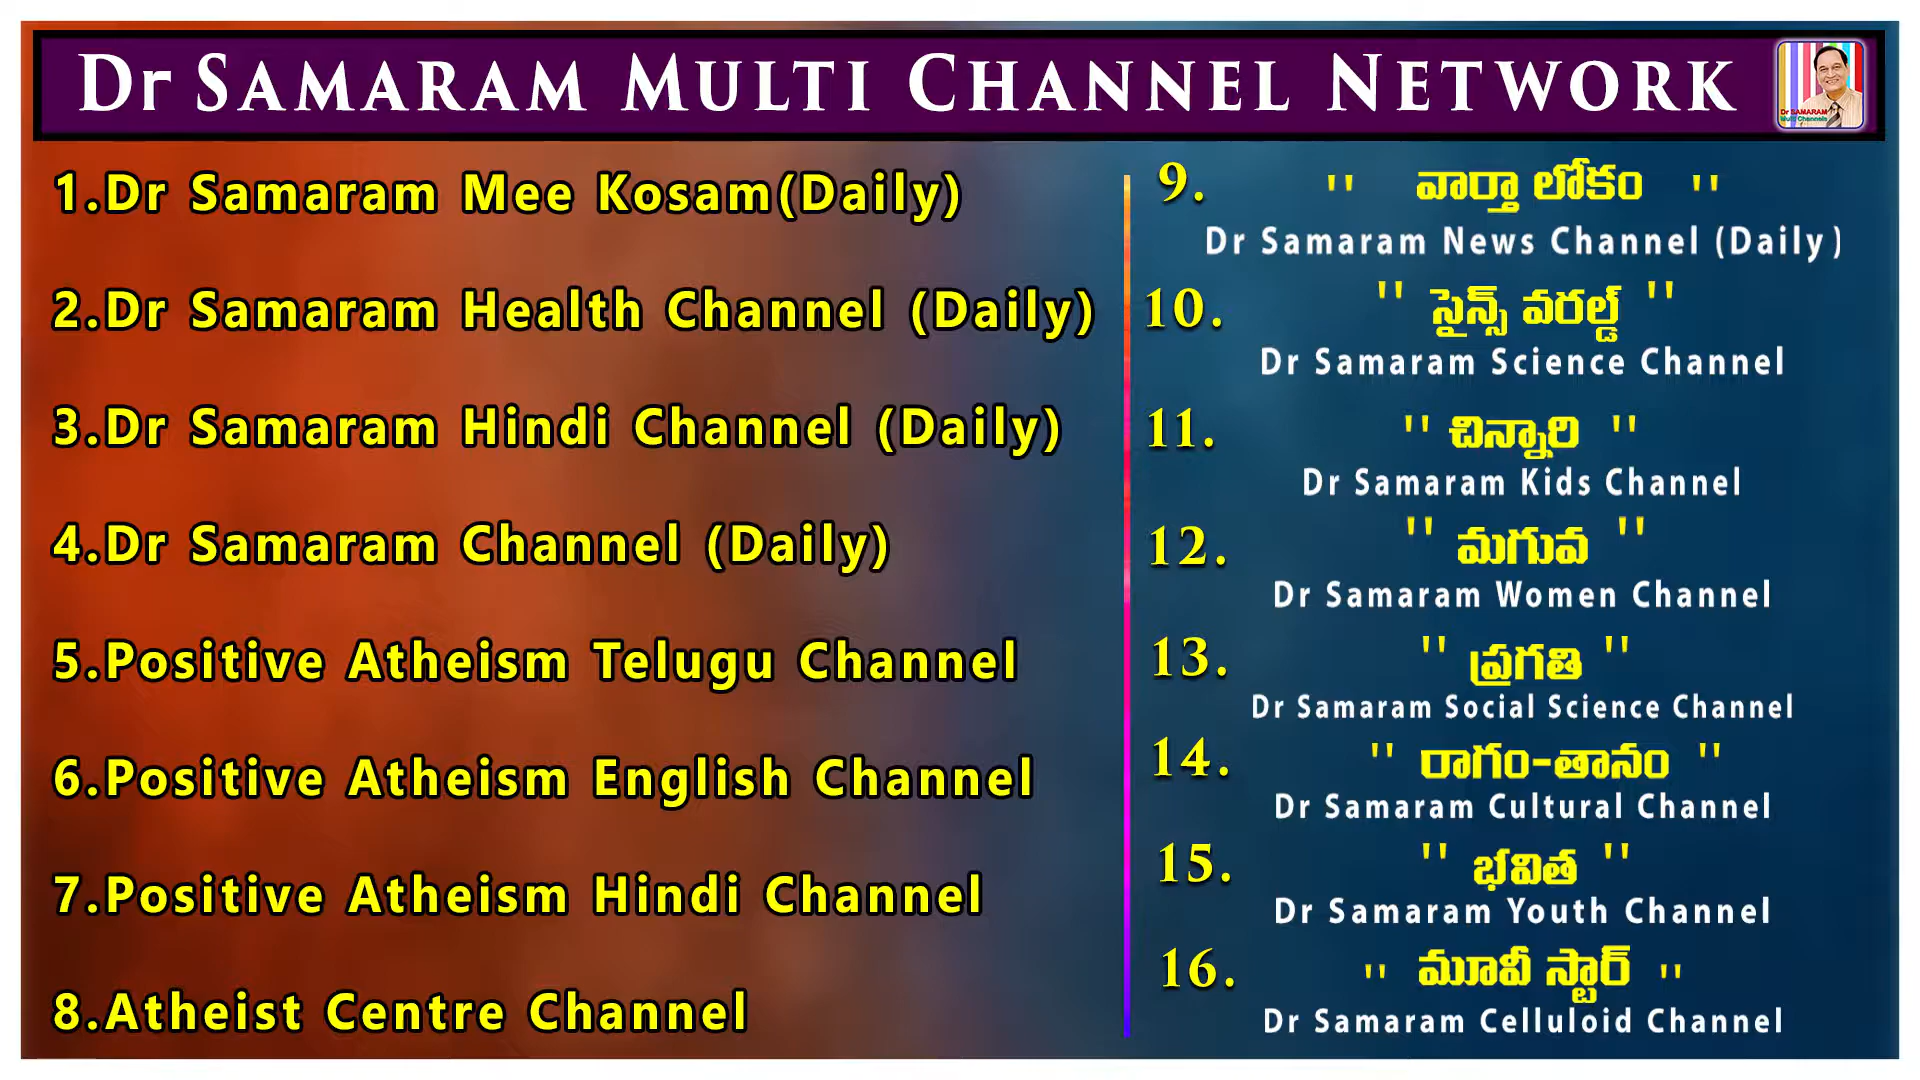 Dr SAMARAM MULTI CHANNEL NETWORK
Dr SAMARAM
Multi Channels
1.Dr Samaram Mee Kosam(Daily)
2.Dr Samaram Health Channel (Daily)
3.Dr Samaram Hindi Channel (Daily)
4.Dr Samaram Channel (Daily)
5.Positive Atheism Telugu Channel
6.Positive Atheism English Channel
7.Positive Atheism Hindi Channel
8.Atheist Centre Channel
9. '' వార్తా లోకం ''
Dr Samaram News Channel (Daily)
10. '' సైన్స్ వరల్డ్ ''
Dr Samaram Science Channel
11. '' చిన్నారి ''
Dr Samaram Kids Channel
12. '' మగువ ''
Dr Samaram Women Channel
13. '' ప్రగతి ''
Dr Samaram Social Science Channel
14. '' రాగం-తానం ''
Dr Samaram Cultural Channel
15. '' భవిత ''
Dr Samaram Youth Channel
16. '' మూవీ స్టార్ ''
Dr Samaram Celluloid Channel